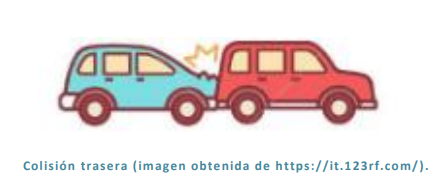 Colisión trasera (imagen obtenida de https://it.123rf.com/).